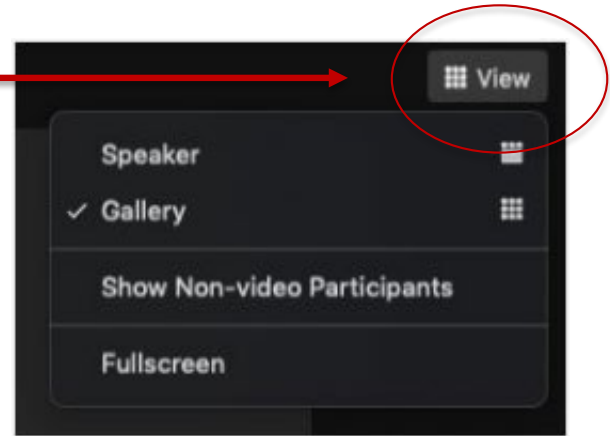 View
Speaker
Gallery
Show Non-video Participants
Fullscreen